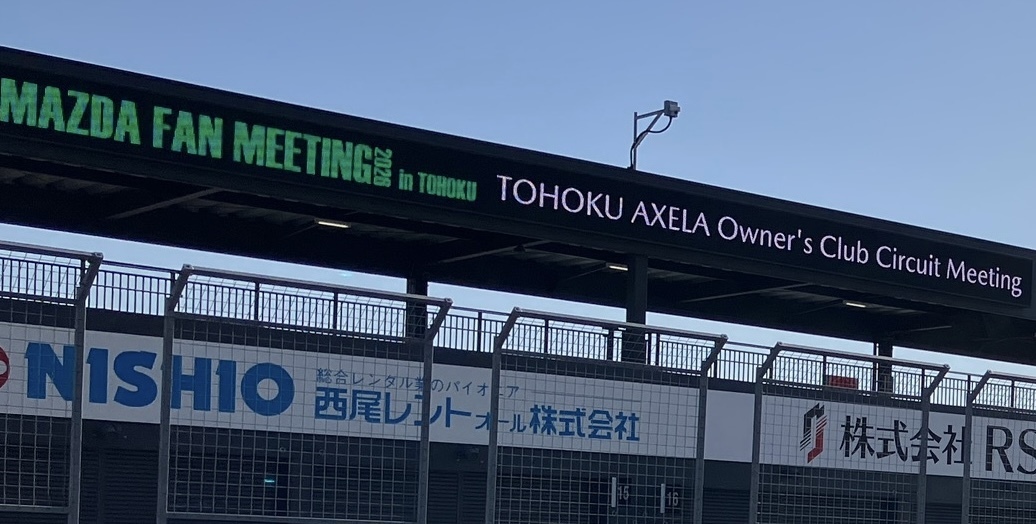 MAZDA FAN MEETING 2026 in TOHOKU
TOHOKU AXELA Owner's Club Circuit Meeting
NISHIO
総合レンタル業のパイオニア
西尾レントオール株式会社
株式会社 RS
15
16